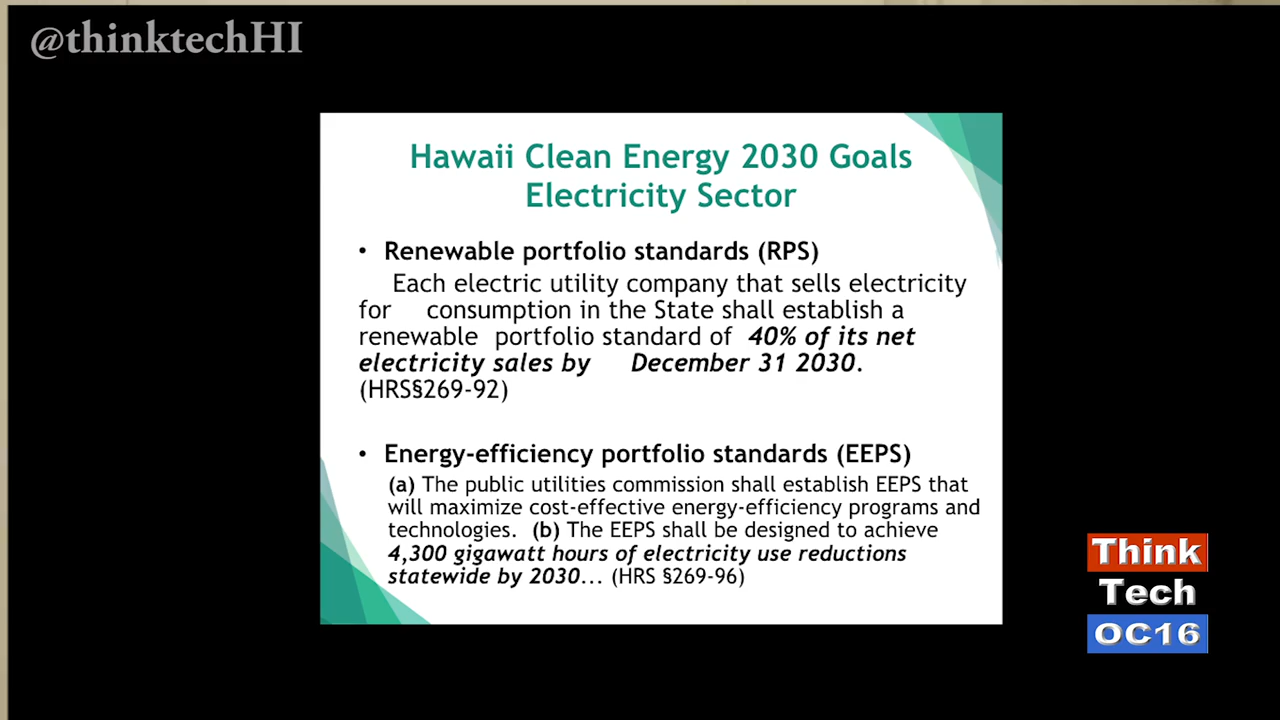 @thinktechHI
Hawaii Clean Energy 2030 Goals
Electricity Sector
• Renewable portfolio standards (RPS)
Each electric utility company that sells electricity
for consumption in the State shall establish a
renewable portfolio standard of 40% of its net
electricity sales by December 31 2030.
(HRS§269-92)
• Energy-efficiency portfolio standards (EEPS)
(a) The public utilities commission shall establish EEPS that
will maximize cost-effective energy-efficiency programs and
technologies. (b) The EEPS shall be designed to achieve
4,300 gigawatt hours of electricity use reductions
statewide by 2030... (HRS §269-96)
Think
Tech
OC16